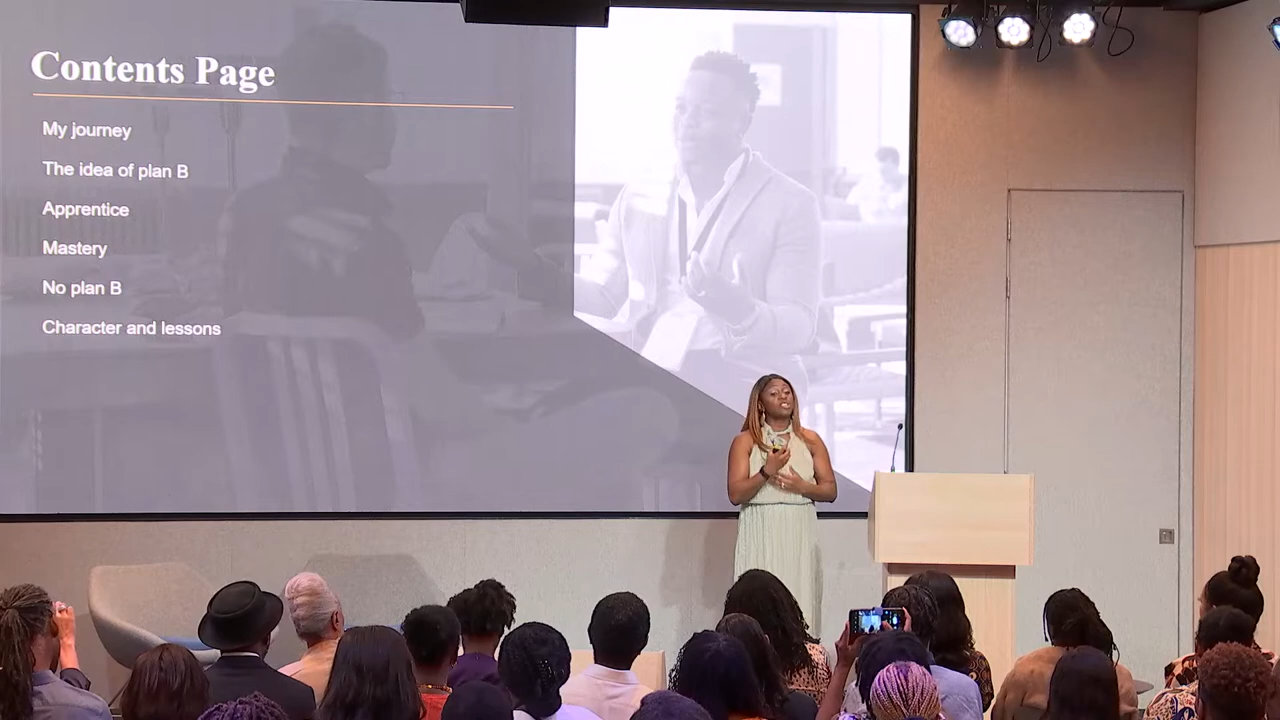 Contents Page
My journey
The idea of plan B
Apprentice
Mastery
No plan B
Character and lessons